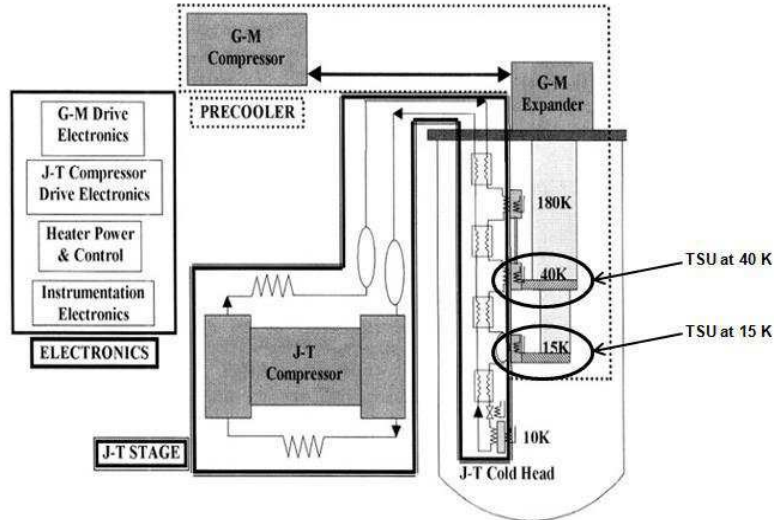 G-M
Compressor
G-M
Expander
PRECOOLER
G-M Drive
Electronics
J-T Compressor
Drive Electronics
Heater Power
& Control
Instrumentation
Electronics
ELECTRONICS
180K
40K
TSU at 40 K
15K
TSU at 15 K
J-T
Compressor
10K
J-T STAGE
J-T Cold Head